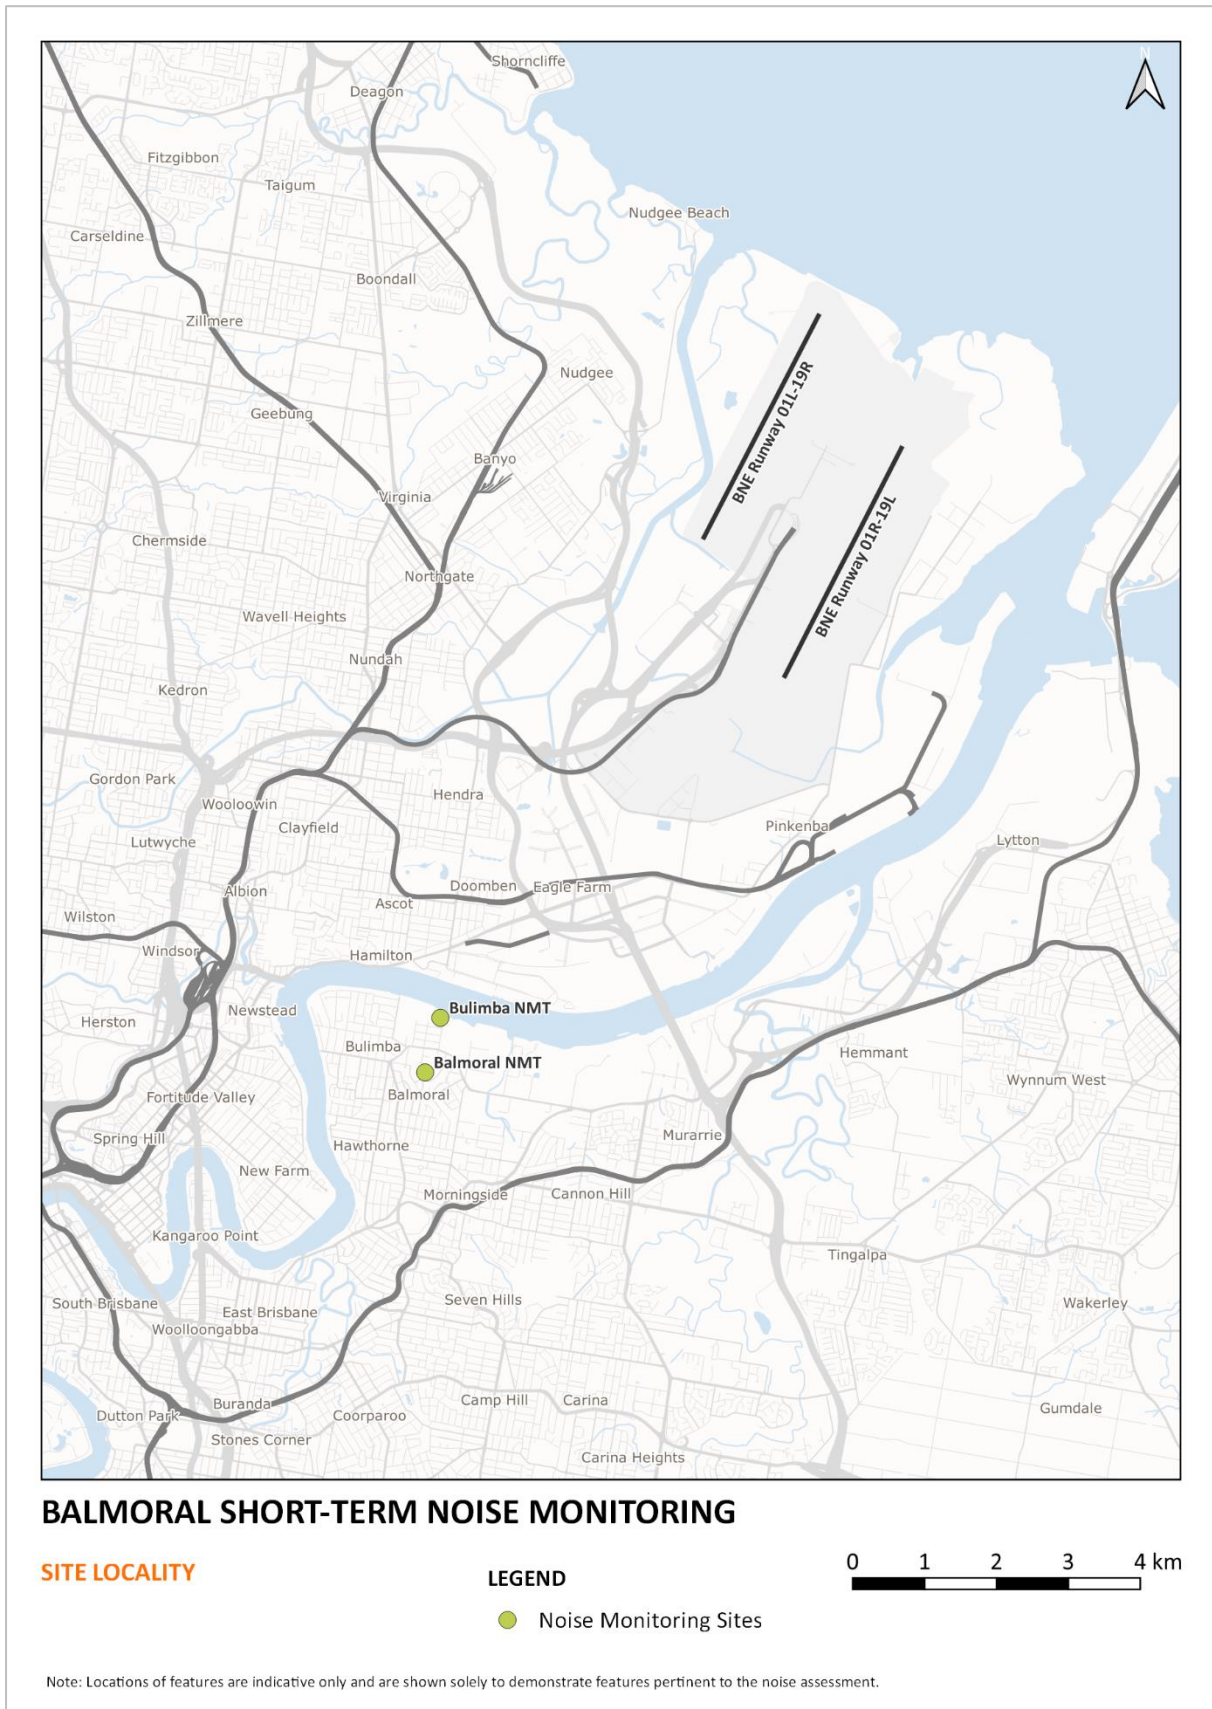 N
Shorncliffe
Deagon
Fitzgibbon
Taigum
Nudgee Beach
Carseldine
Boondall
Zillmere
Nudgee
BNE Runway 01L-19R
Geebung
Banyo
Virginia
BNE Runway 01R-19L
Chermside
Northgate
Wavell Heights
Nundah
Kedron
Gordon Park
Hendra
Wooloowin
Clayfield
Pinkenba
Lutwyche
Lytton
Albion
Doomben
Eagle Farm
Ascot
Wilston
Windsor
Hamilton
Newstead
Bulimba NMT
Herston
Bulimba
Hemmant
Balmoral NMT
Wynnum West
Fortitude Valley
Balmoral
Spring Hill
Hawthorne
Murarrie
New Farm
Morningside
Cannon Hill
Kangaroo Point
Tingalpa
South Brisbane
East Brisbane
Seven Hills
Wakerley
Woolloongabba
Buranda
Camp Hill
Carina
Gumdale
Dutton Park
Coorparoo
Stones Corner
Carina Heights
BALMORAL SHORT-TERM NOISE MONITORING
SITE LOCALITY
LEGEND
Noise Monitoring Sites
0 1 2 3 4 km
Note: Locations of features are indicative only and are shown solely to demonstrate features pertinent to the noise assessment.